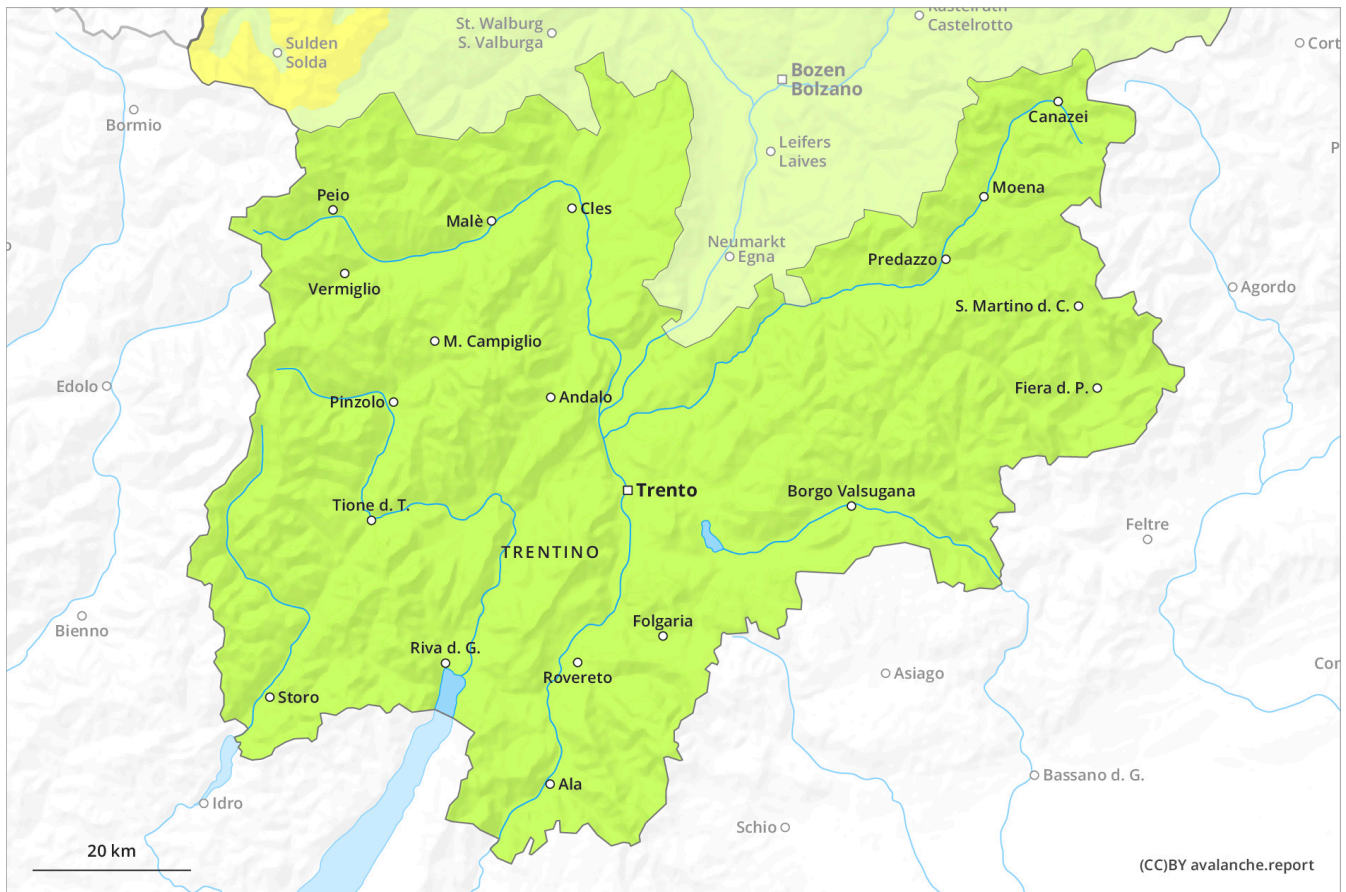 Kastelruth
Castelrotto
St. Walburg
S. Valburga
Sulden
Solda
Cort
Bozen
Bolzano
Bormio
Canazei
Leifers
Laives
Moena
Peio
Malè
Cles
Neumarkt
Egna
Predazzo
Vermiglio
Agordo
S. Martino d. C.
M. Campiglio
Edolo
Pinzolo
Andalo
Fiera d. P.
Trento
Borgo Valsugana
Tione d. T.
Feltre
TRENTINO
Bienno
Folgaria
Riva d. G.
Rovereto
Asiago
Storo
Ala
Bassano d. G.
Idro
Schio
20 km
(CC)BY avalanche.report